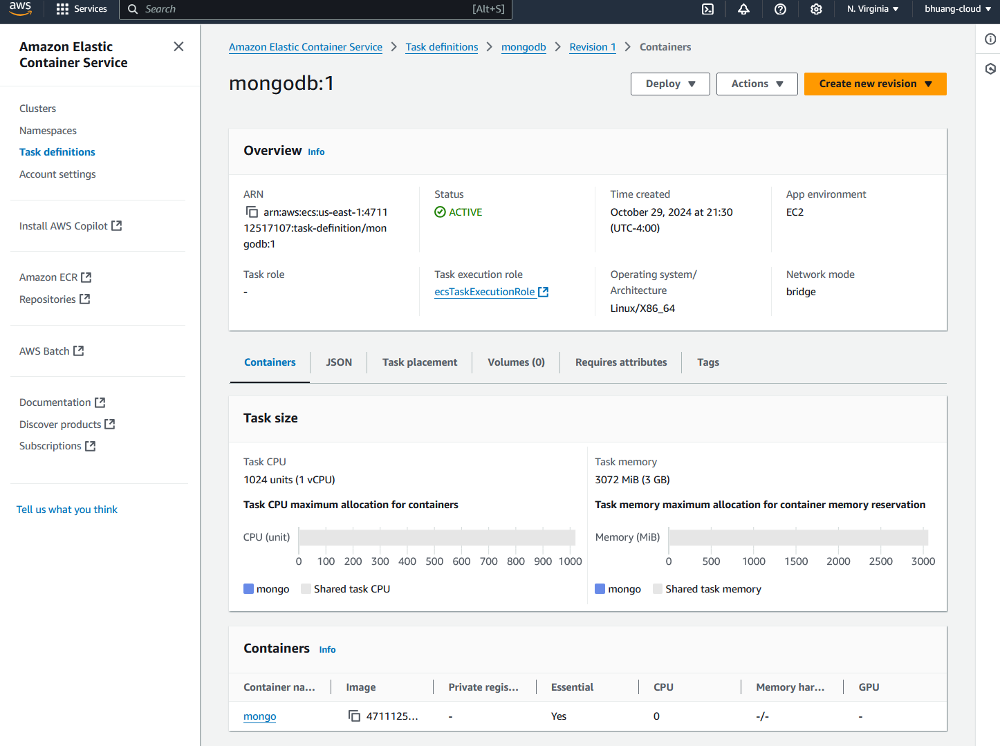 aws
Services
Search
[Alt+S]
N. Virginia
bhuang-cloud
Amazon Elastic
Container Service
Clusters
Namespaces
Task definitions
Account settings
Install AWS Copilot
Amazon ECR
Repositories
AWS Batch
Documentation
Discover products
Subscriptions
Tell us what you think
Amazon Elastic Container Service > Task definitions > mongodb > Revision 1 > Containers
mongodb:1
Deploy
Actions
Create new revision
Overview Info
ARN
arn:aws:ecs:us-east-1:4711
12517107:task-definition/mon
godb:1
Status
ACTIVE
Time created
October 29, 2024 at 21:30
(UTC-4:00)
App environment
EC2
Task role
-
Task execution role
ecsTaskExecutionRole
Operating system/
Architecture
Linux/X86_64
Network mode
bridge
Containers JSON Task placement Volumes (0) Requires attributes Tags
Task size
Task CPU
1024 units (1 vCPU)
Task CPU maximum allocation for containers
CPU (unit)
0 100 200 300 400 500 600 700 800 900 1000
mongo Shared task CPU
Task memory
3072 MiB (3 GB)
Task memory maximum allocation for container memory reservation
Memory (MiB)
0 500 1000 1500 2000 2500 3000
mongo Shared task memory
Containers Info
Container na... Image Private regis... Essential CPU Memory har... GPU
mongo 4711125... - Yes 0 -/- -